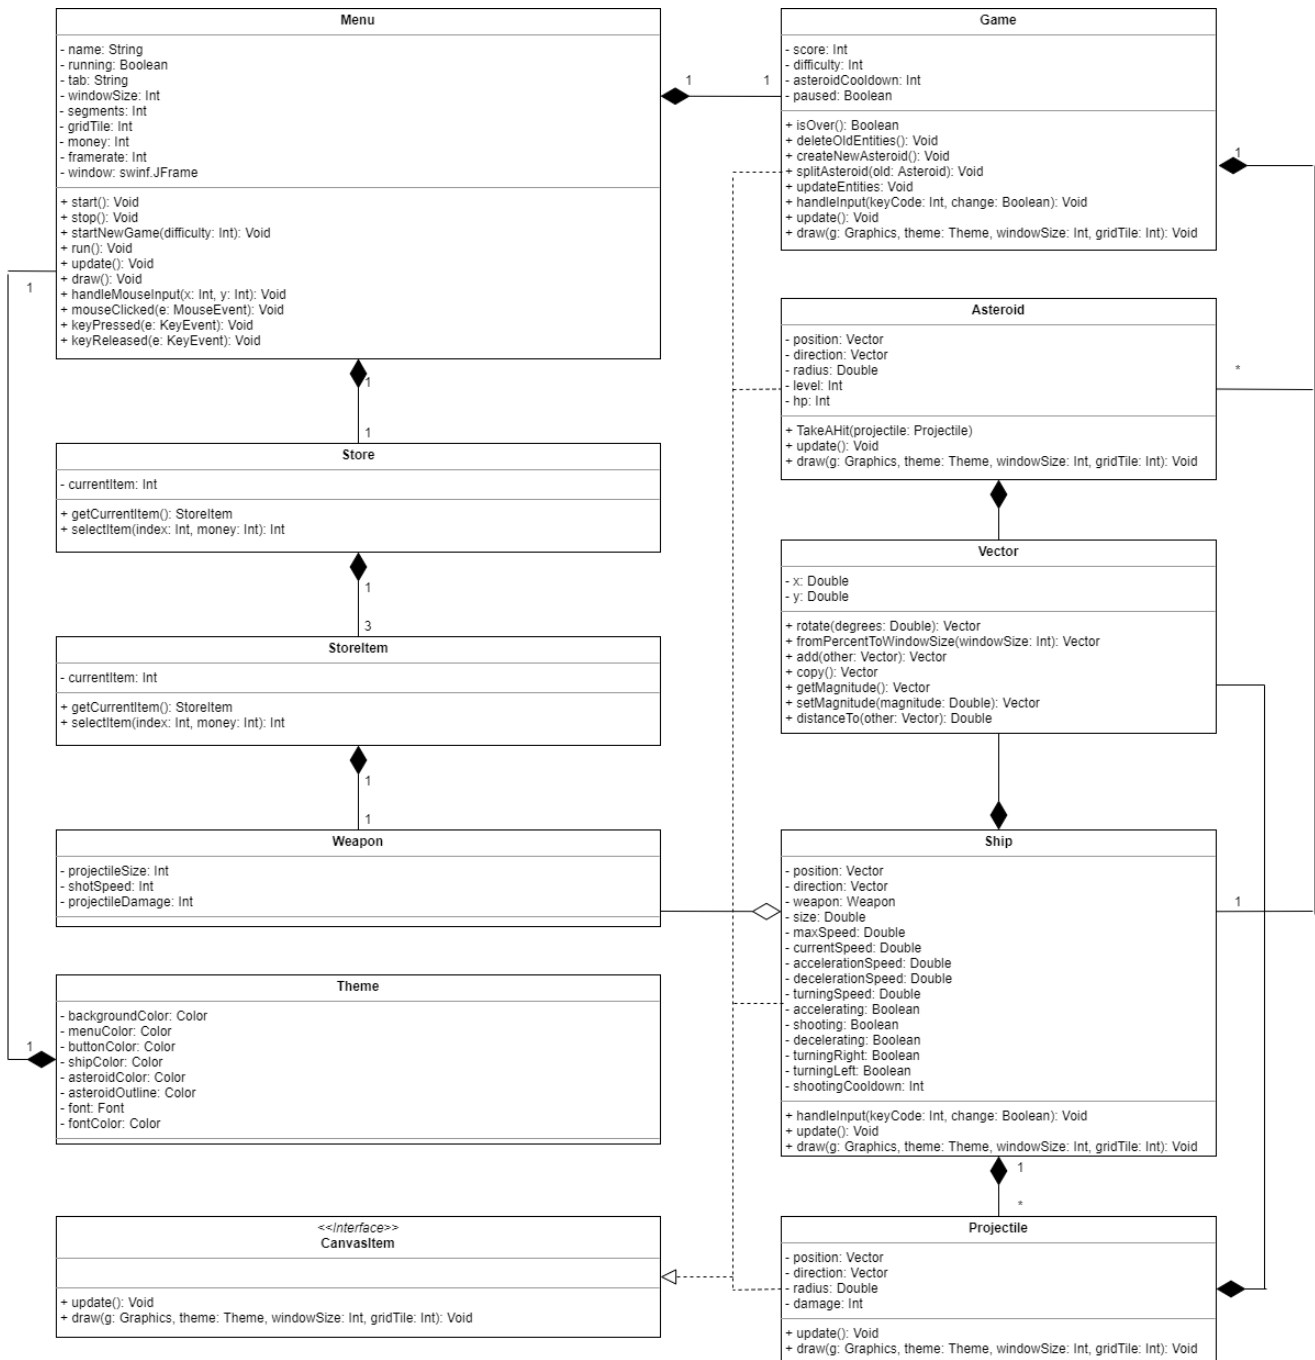 Menu
- name: String
- running: Boolean
- tab: String
- windowSize: Int
- segments: Int
- gridTile: Int
- money: Int
- framerate: Int
- window: swinf.JFrame
+ start(): Void
+ stop(): Void
+ startNewGame(difficulty: Int): Void
+ run(): Void
+ update(): Void
+ draw(): Void
+ handleMouseInput(x: Int, y: Int): Void
+ mouseClicked(e: MouseEvent): Void
+ keyPressed(e: KeyEvent): Void
+ keyReleased(e: KeyEvent): Void
1
1
1
1
1
Store
- currentItem: Int
+ getCurrentItem(): StoreItem
+ selectItem(index: Int, money: Int): Int
1
3
StoreItem
- currentItem: Int
+ getCurrentItem(): StoreItem
+ selectItem(index: Int, money: Int): Int
1
1
Weapon
- projectileSize: Int
- shotSpeed: Int
- projectileDamage: Int
Theme
- backgroundColor: Color
- menuColor: Color
- buttonColor: Color
- shipColor: Color
- asteroidColor: Color
- asteroidOutline: Color
- font: Font
- fontColor: Color
1
<<Interface>>
CanvasItem
+ update(): Void
+ draw(g: Graphics, theme: Theme, windowSize: Int, gridTile: Int): Void
Game
- score: Int
- difficulty: Int
- asteroidCooldown: Int
- paused: Boolean
+ isOver(): Boolean
+ deleteOldEntities(): Void
+ createNewAsteroid(): Void
+ splitAsteroid(old: Asteroid): Void
+ updateEntities: Void
+ handleInput(keyCode: Int, change: Boolean): Void
+ update(): Void
+ draw(g: Graphics, theme: Theme, windowSize: Int, gridTile: Int): Void
1
Asteroid
- position: Vector
- direction: Vector
- radius: Double
- level: Int
- hp: Int
+ TakeAHit(projectile: Projectile)
+ update(): Void
+ draw(g: Graphics, theme: Theme, windowSize: Int, gridTile: Int): Void
*
Vector
- x: Double
- y: Double
+ rotate(degrees: Double): Vector
+ fromPercentToWindowSize(windowSize: Int): Vector
+ add(other: Vector): Vector
+ copy(): Vector
+ getMagnitude(): Vector
+ setMagnitude(magnitude: Double): Vector
+ distanceTo(other: Vector): Double
Ship
- position: Vector
- direction: Vector
- weapon: Weapon
- size: Double
- maxSpeed: Double
- currentSpeed: Double
- accelerationSpeed: Double
- decelerationSpeed: Double
- turningSpeed: Double
- accelerating: Boolean
- shooting: Boolean
- decelerating: Boolean
- turningRight: Boolean
- turningLeft: Boolean
- shootingCooldown: Int
+ handleInput(keyCode: Int, change: Boolean): Void
+ update(): Void
+ draw(g: Graphics, theme: Theme, windowSize: Int, gridTile: Int): Void
1
1
*
Projectile
- position: Vector
- direction: Vector
- radius: Double
- damage: Int
+ update(): Void
+ draw(g: Graphics, theme: Theme, windowSize: Int, gridTile: Int): Void